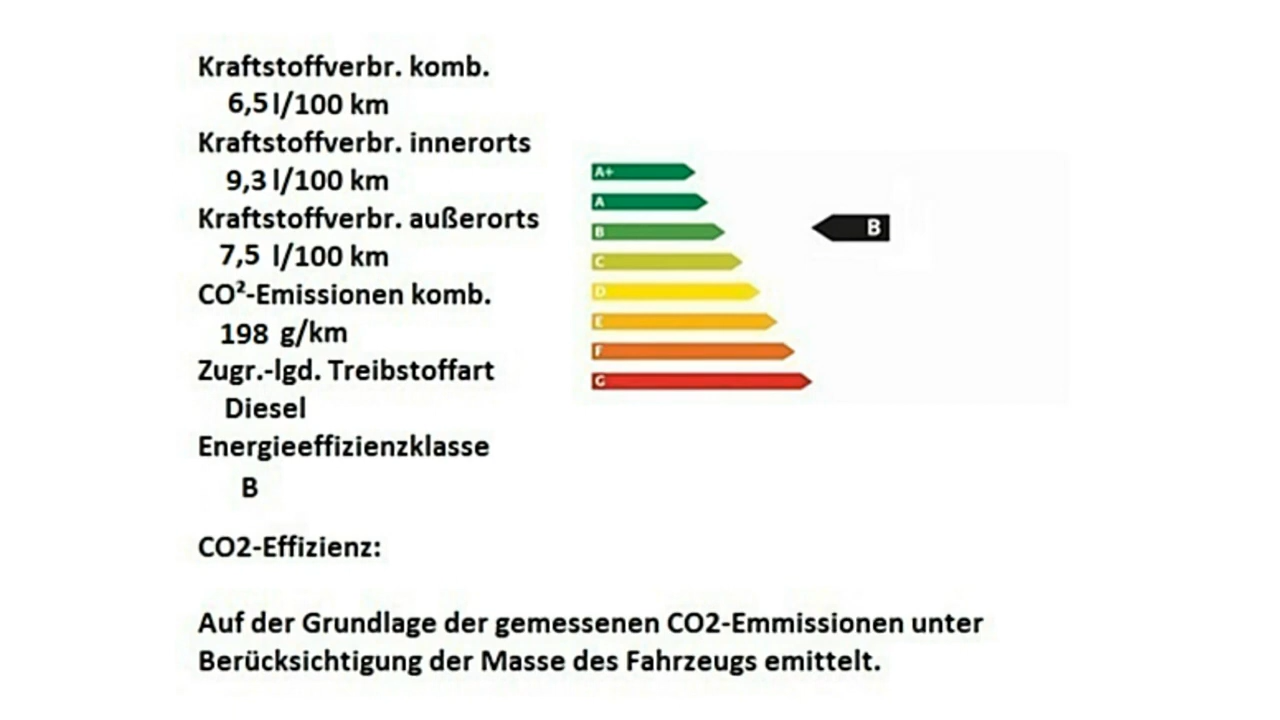 Kraftstoffverbr. komb.
6,5 l/100 km
Kraftstoffverbr. innerorts
9,3 l/100 km
Kraftstoffverbr. außerorts
7,5 l/100 km
CO²-Emissionen komb.
198 g/km
Zugr.-lgd. Treibstoffart
Diesel
Energieeffizienzklasse
B
A+
A
B
C
D
E
F
G
B
CO2-Effizienz:
Auf der Grundlage der gemessenen CO2-Emmissionen unter
Berücksichtigung der Masse des Fahrzeugs emittelt.